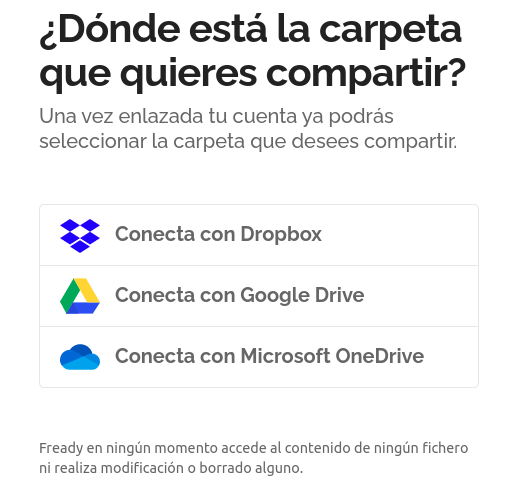 ¿Dónde está la carpeta
que quieres compartir?
Una vez enlazada tu cuenta ya podrás
seleccionar la carpeta que desees compartir.
Conecta con Dropbox
Conecta con Google Drive
Conecta con Microsoft OneDrive
Fready en ningún momento accede al contenido de ningún fichero
ni realiza modificación o borrado alguno.